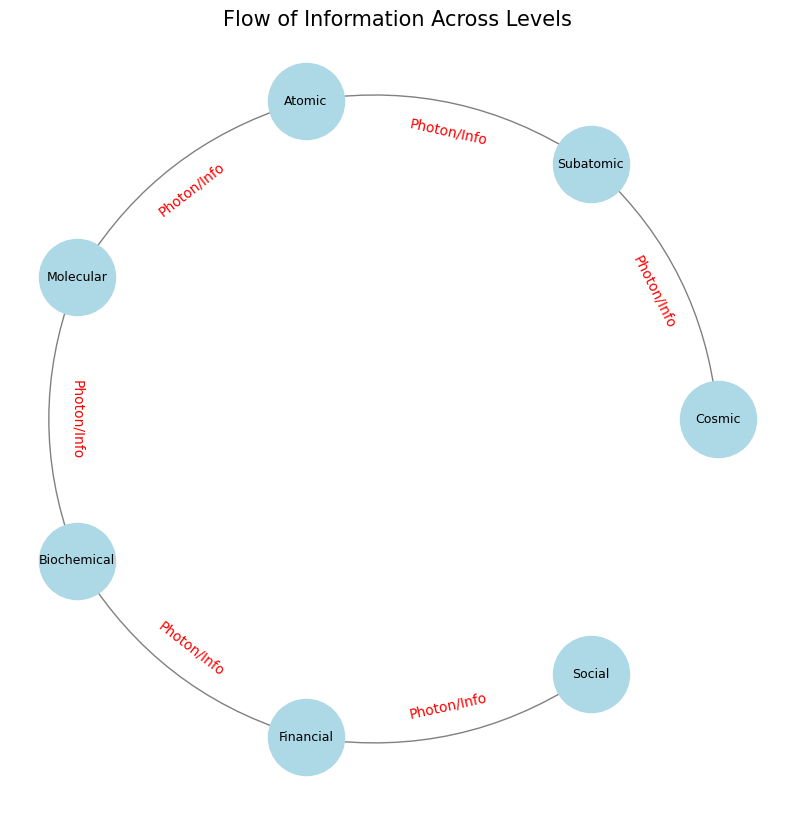 Flow of Information Across Levels
Atomic
Photon/Info
Subatomic
Photon/Info
Photon/Info
Molecular
Photon/Info
Cosmic
Biochemical
Photon/Info
Social
Photon/Info
Financial